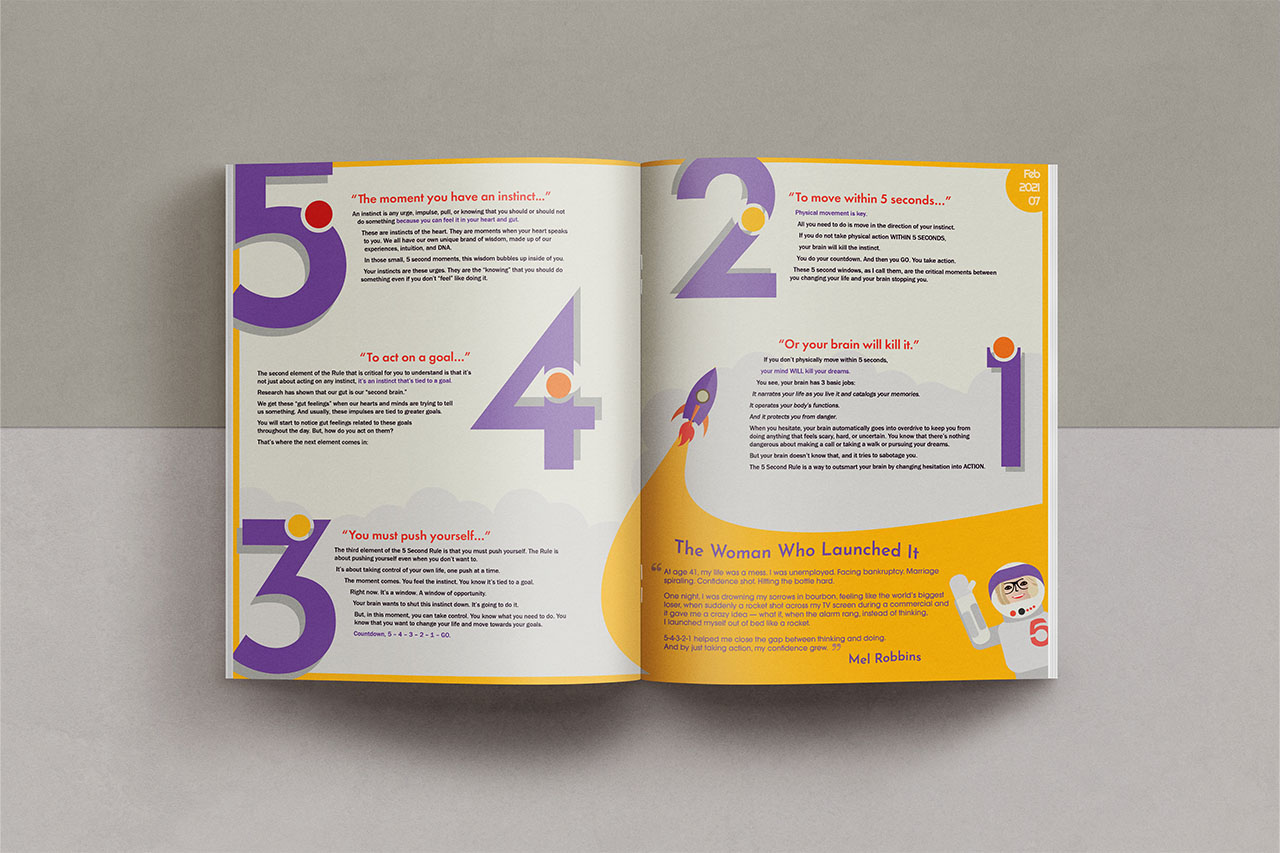 5
“The moment you have an instinct...”
An instinct is any urge, impulse, pull, or knowing that you should or should not
do something because you can feel it in your heart and gut.
These are instincts of the heart. They are moments when your heart speaks
to you. We all have our own unique brand of wisdom, made up of our
experiences, intuition, and DNA.
In those small, 5 second moments, this wisdom bubbles up inside of you.
Your instincts are these urges. They are the “knowing” that you should do
something even if you don’t “feel” like doing it.
4
“To act on a goal...”
The second element of the Rule that is critical for you to understand is that it’s
not just about acting on any instinct, it’s an instinct that’s tied to a goal.
Research has shown that our gut is our “second brain.”
We get these “gut feelings” when our hearts and minds are trying to tell
us something. And usually, these impulses are tied to greater goals.
You will start to notice gut feelings related to these goals
throughout the day. But, how do you act on them?
That’s where the next element comes in:
3
“You must push yourself...”
The third element of the 5 Second Rule is that you must push yourself. The Rule is
about pushing yourself even when you don’t want to.
It’s about taking control of your own life, one push at a time.
The moment comes. You feel the instinct. You know it’s tied to a goal.
Right now. It’s a window. A window of opportunity.
Your brain wants to shut this instinct down. It’s going to do it.
But, in this moment, you can take control. You know what you need to do. You
know that you want to change your life and move towards your goals.
Countdown, 5 – 4 – 3 – 2 – 1 – GO.
2
Feb
2021
07
“To move within 5 seconds...”
Physical movement is key.
All you need to do is move in the direction of your instinct.
If you do not take physical action WITHIN 5 SECONDS,
your brain will kill the instinct.
You do your countdown. And then you GO. You take action.
These 5 second windows, as I call them, are the critical moments between
you changing your life and your brain stopping you.
1
“Or your brain will kill it.”
If you don’t physically move within 5 seconds,
your mind WILL kill your dreams.
You see, your brain has 3 basic jobs:
It narrates your life as you live it and catalogs your memories.
It operates your body’s functions.
And it protects you from danger.
When you hesitate, your brain automatically goes into overdrive to keep you from
doing anything that feels scary, hard, or uncertain. You know that there’s nothing
dangerous about making a call or taking a walk or pursuing your dreams.
But your brain doesn’t know that, and it tries to sabotage you.
The 5 Second Rule is a way to outsmart your brain by changing hesitation into ACTION.
The Woman Who Launched It
“At age 41, my life was a mess. I was unemployed. Facing bankruptcy. Marriage
spiraling. Confidence shot. Hitting the bottle hard.
One night, I was drowning my sorrows in bourbon, feeling like the world’s biggest
loser, when suddenly a rocket shot across my TV screen during a commercial and
it gave me a crazy idea — what if, when the alarm rang, instead of thinking,
I launched myself out of bed like a rocket.
5-4-3-2-1 helped me close the gap between thinking and doing.
And by just taking action, my confidence grew.”
Mel Robbins
5